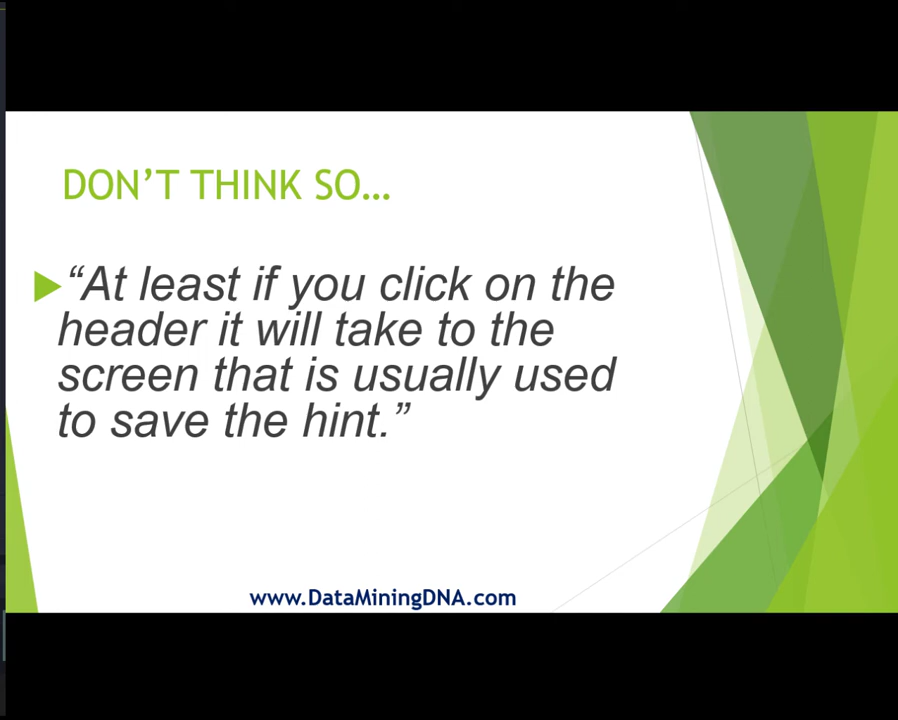 DON’T THINK SO…
“At least if you click on the
header it will take to the
screen that is usually used
to save the hint.”
www.DataMiningDNA.com